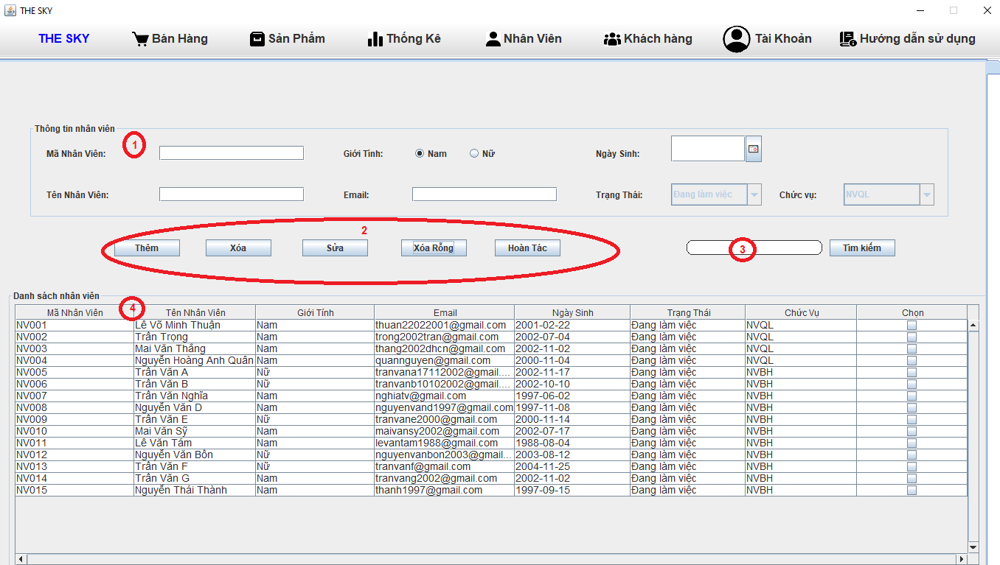 THE SKY
THE SKY Bán Hàng Sản Phẩm Thống Kê Nhân Viên Khách hàng Tài Khoản Hướng dẫn sử dụng
Thông tin nhân viên
1
Mã Nhân Viên: Giới Tính: Nam Nữ Ngày Sinh:
Tên Nhân Viên: Email: Trạng Thái: Đang làm việc Chức vụ: NVQL
2
Thêm Xóa Sửa Xóa Rỗng Hoàn Tác 3 Tìm kiếm
Danh sách nhân viên
4
Mã Nhân Viên Tên Nhân Viên Giới Tính Email Ngày Sinh Trạng Thái Chức Vụ Chọn
NV001 Lê Võ Minh Thuận Nam thuan22022001@gmail.com 2001-02-22 Đang làm việc NVQL
NV002 Trần Trọng Nam trong2002tran@gmail.com 2002-07-04 Đang làm việc NVQL
NV003 Mai Văn Thắng Nam thang2002dhcn@gmail.com 2002-11-02 Đang làm việc NVQL
NV004 Nguyễn Hoàng Anh Quân Nam quannguyen@gmail.com 2000-11-04 Đang làm việc NVQL
NV005 Trần Văn A Nữ tranvana17112002@gmail.... 2002-11-17 Đang làm việc NVBH
NV006 Trần Văn B Nữ tranvanb10102002@gmail.... 2002-10-10 Đang làm việc NVBH
NV007 Trần Văn Nghĩa Nam nghiatv@gmail.com 1997-06-02 Đang làm việc NVBH
NV008 Nguyễn Văn D Nam nguyenvand1997@gmail.com 1997-11-08 Đang làm việc NVBH
NV009 Trần Văn E Nữ tranvane2000@gmail.com 2000-11-14 Đang làm việc NVBH
NV010 Mai Văn Sỹ Nam maivansy2002@gmail.com 2002-07-17 Đang làm việc NVBH
NV011 Lê Văn Tám Nam levantam1988@gmail.com 1988-08-04 Đang làm việc NVBH
NV012 Nguyễn Văn Bôn Nữ nguyenvanbon2003@gmail... 2003-08-12 Đang làm việc NVBH
NV013 Trần Văn F Nữ tranvanf@gmail.com 2004-11-25 Đang làm việc NVBH
NV014 Trần Văn G Nam tranvang2002@gmail.com 2002-11-02 Đang làm việc NVBH
NV015 Nguyễn Thái Thành Nam thanh1997@gmail.com 1997-09-15 Đang làm việc NVBH